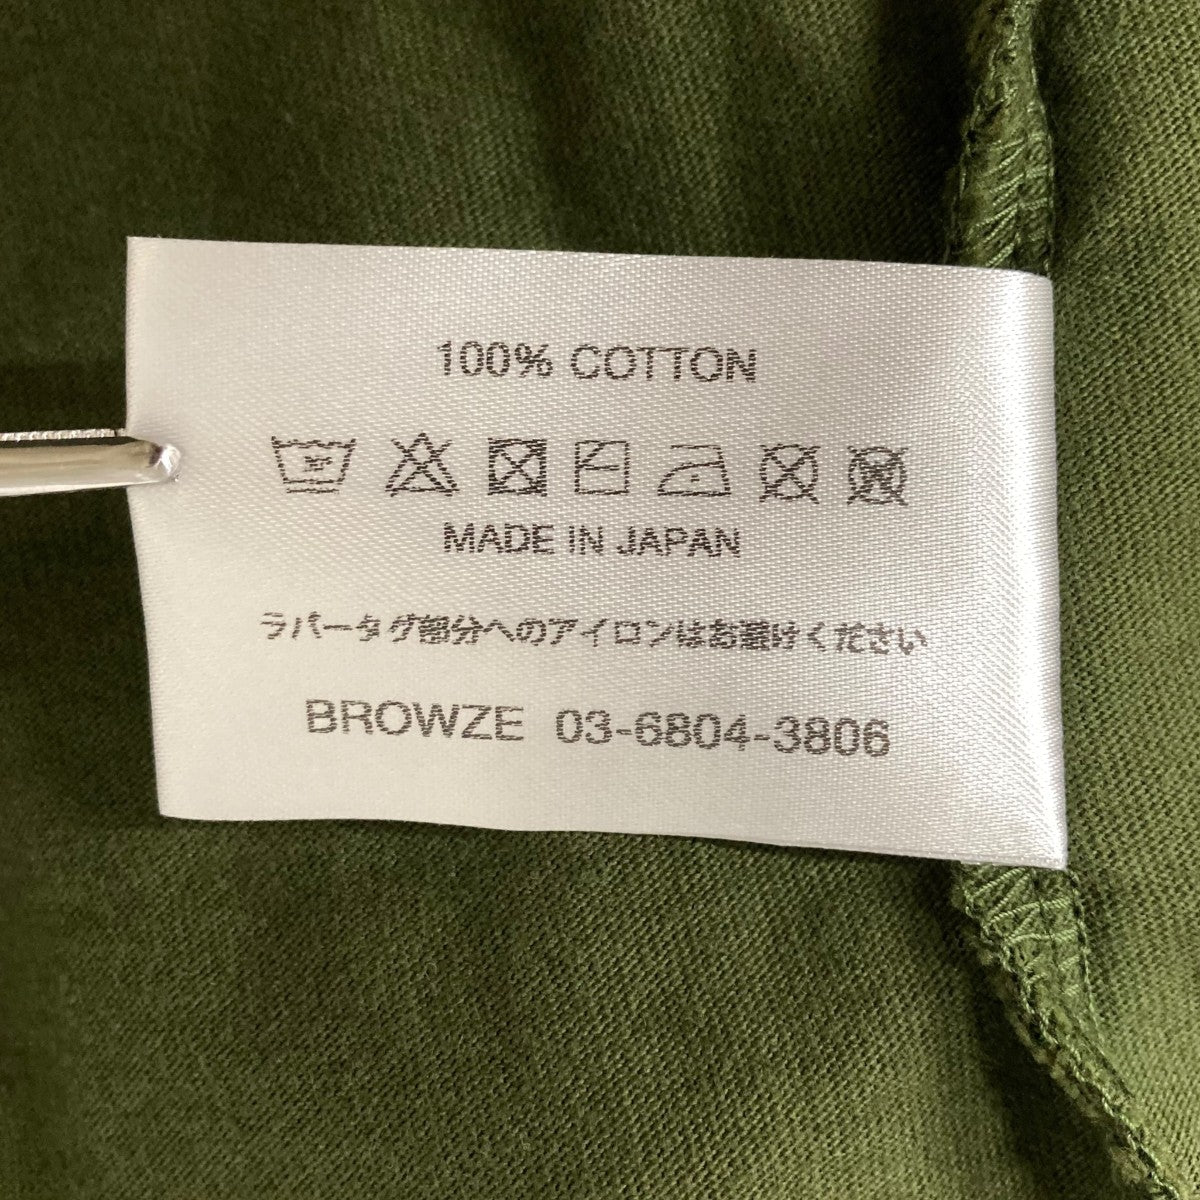 100% COTTON
MADE IN JAPAN
ラバータグ部分へのアイロンはお避けください
BROWZE 03-6804-3806